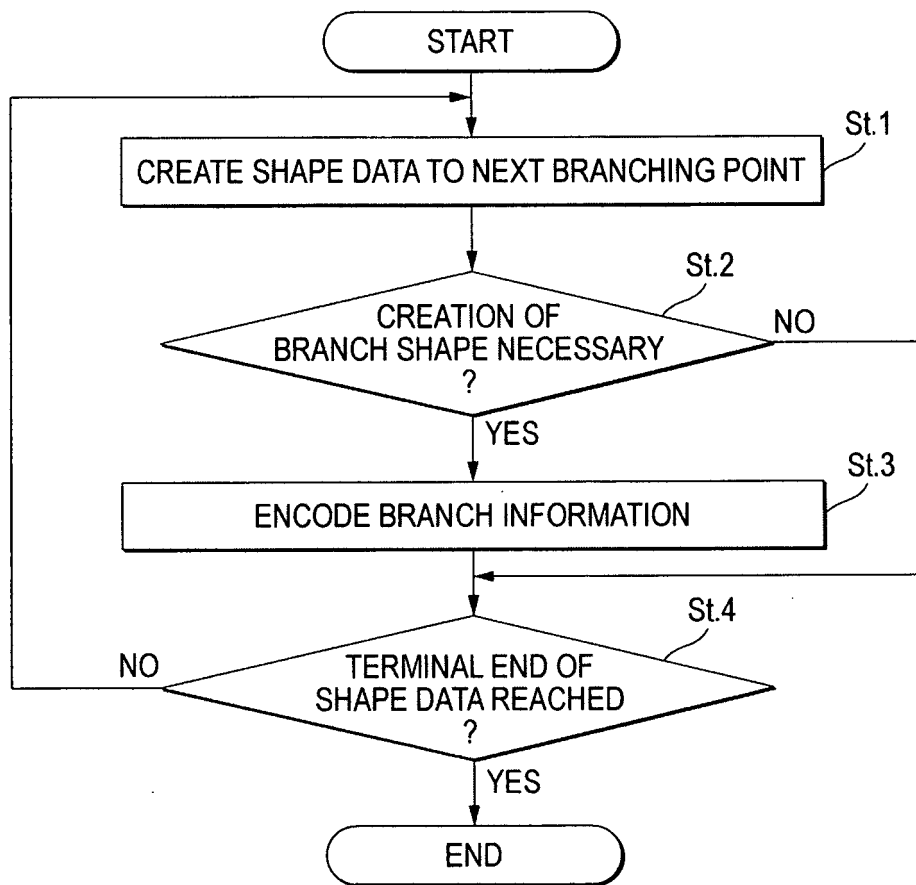 START
St.1
CREATE SHAPE DATA TO NEXT BRANCHING POINT
St.2
CREATION OF
BRANCH SHAPE NECESSARY
?
NO
YES
St.3
ENCODE BRANCH INFORMATION
St.4
NO
TERMINAL END OF
SHAPE DATA REACHED
?
YES
END